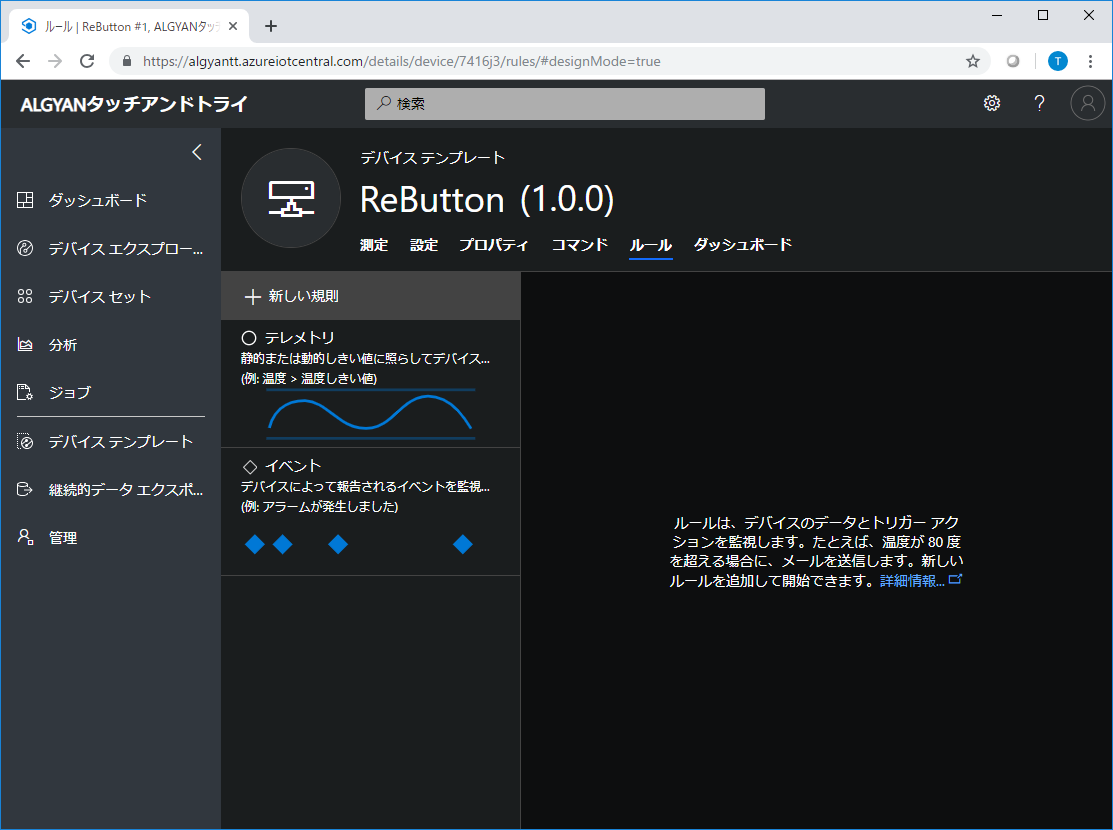 ルール | ReButton #1, ALGYANタッ
https://algyantt.azureiotcentral.com/details/device/7416j3/rules/#designMode=true
T
ALGYANタッチアンドトライ
検索
?
ダッシュボード
デバイス エクスプロー...
デバイス セット
分析
ジョブ
デバイス テンプレート
継続的データ エクスポ...
管理
デバイス テンプレート
ReButton (1.0.0)
測定 設定 プロパティ コマンド ルール ダッシュボード
新しい規則
テレメトリ
静的または動的しきい値に照らしてデバイス...
(例: 温度 > 温度しきい値)
イベント
デバイスによって報告されるイベントを監視...
(例: アラームが発生しました)
ルールは、デバイスのデータとトリガー アク
ションを監視します。たとえば、温度が 80 度
を超える場合に、メールを送信します。新しい
ルールを追加して開始できます。詳細情報...